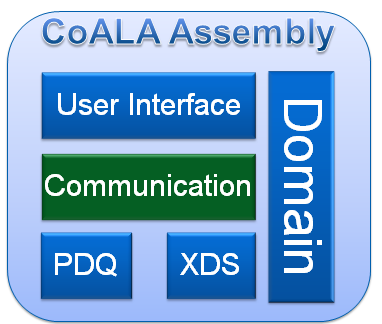 CoALA Assembly
User Interface
Communication
PDQ
XDS
Domain